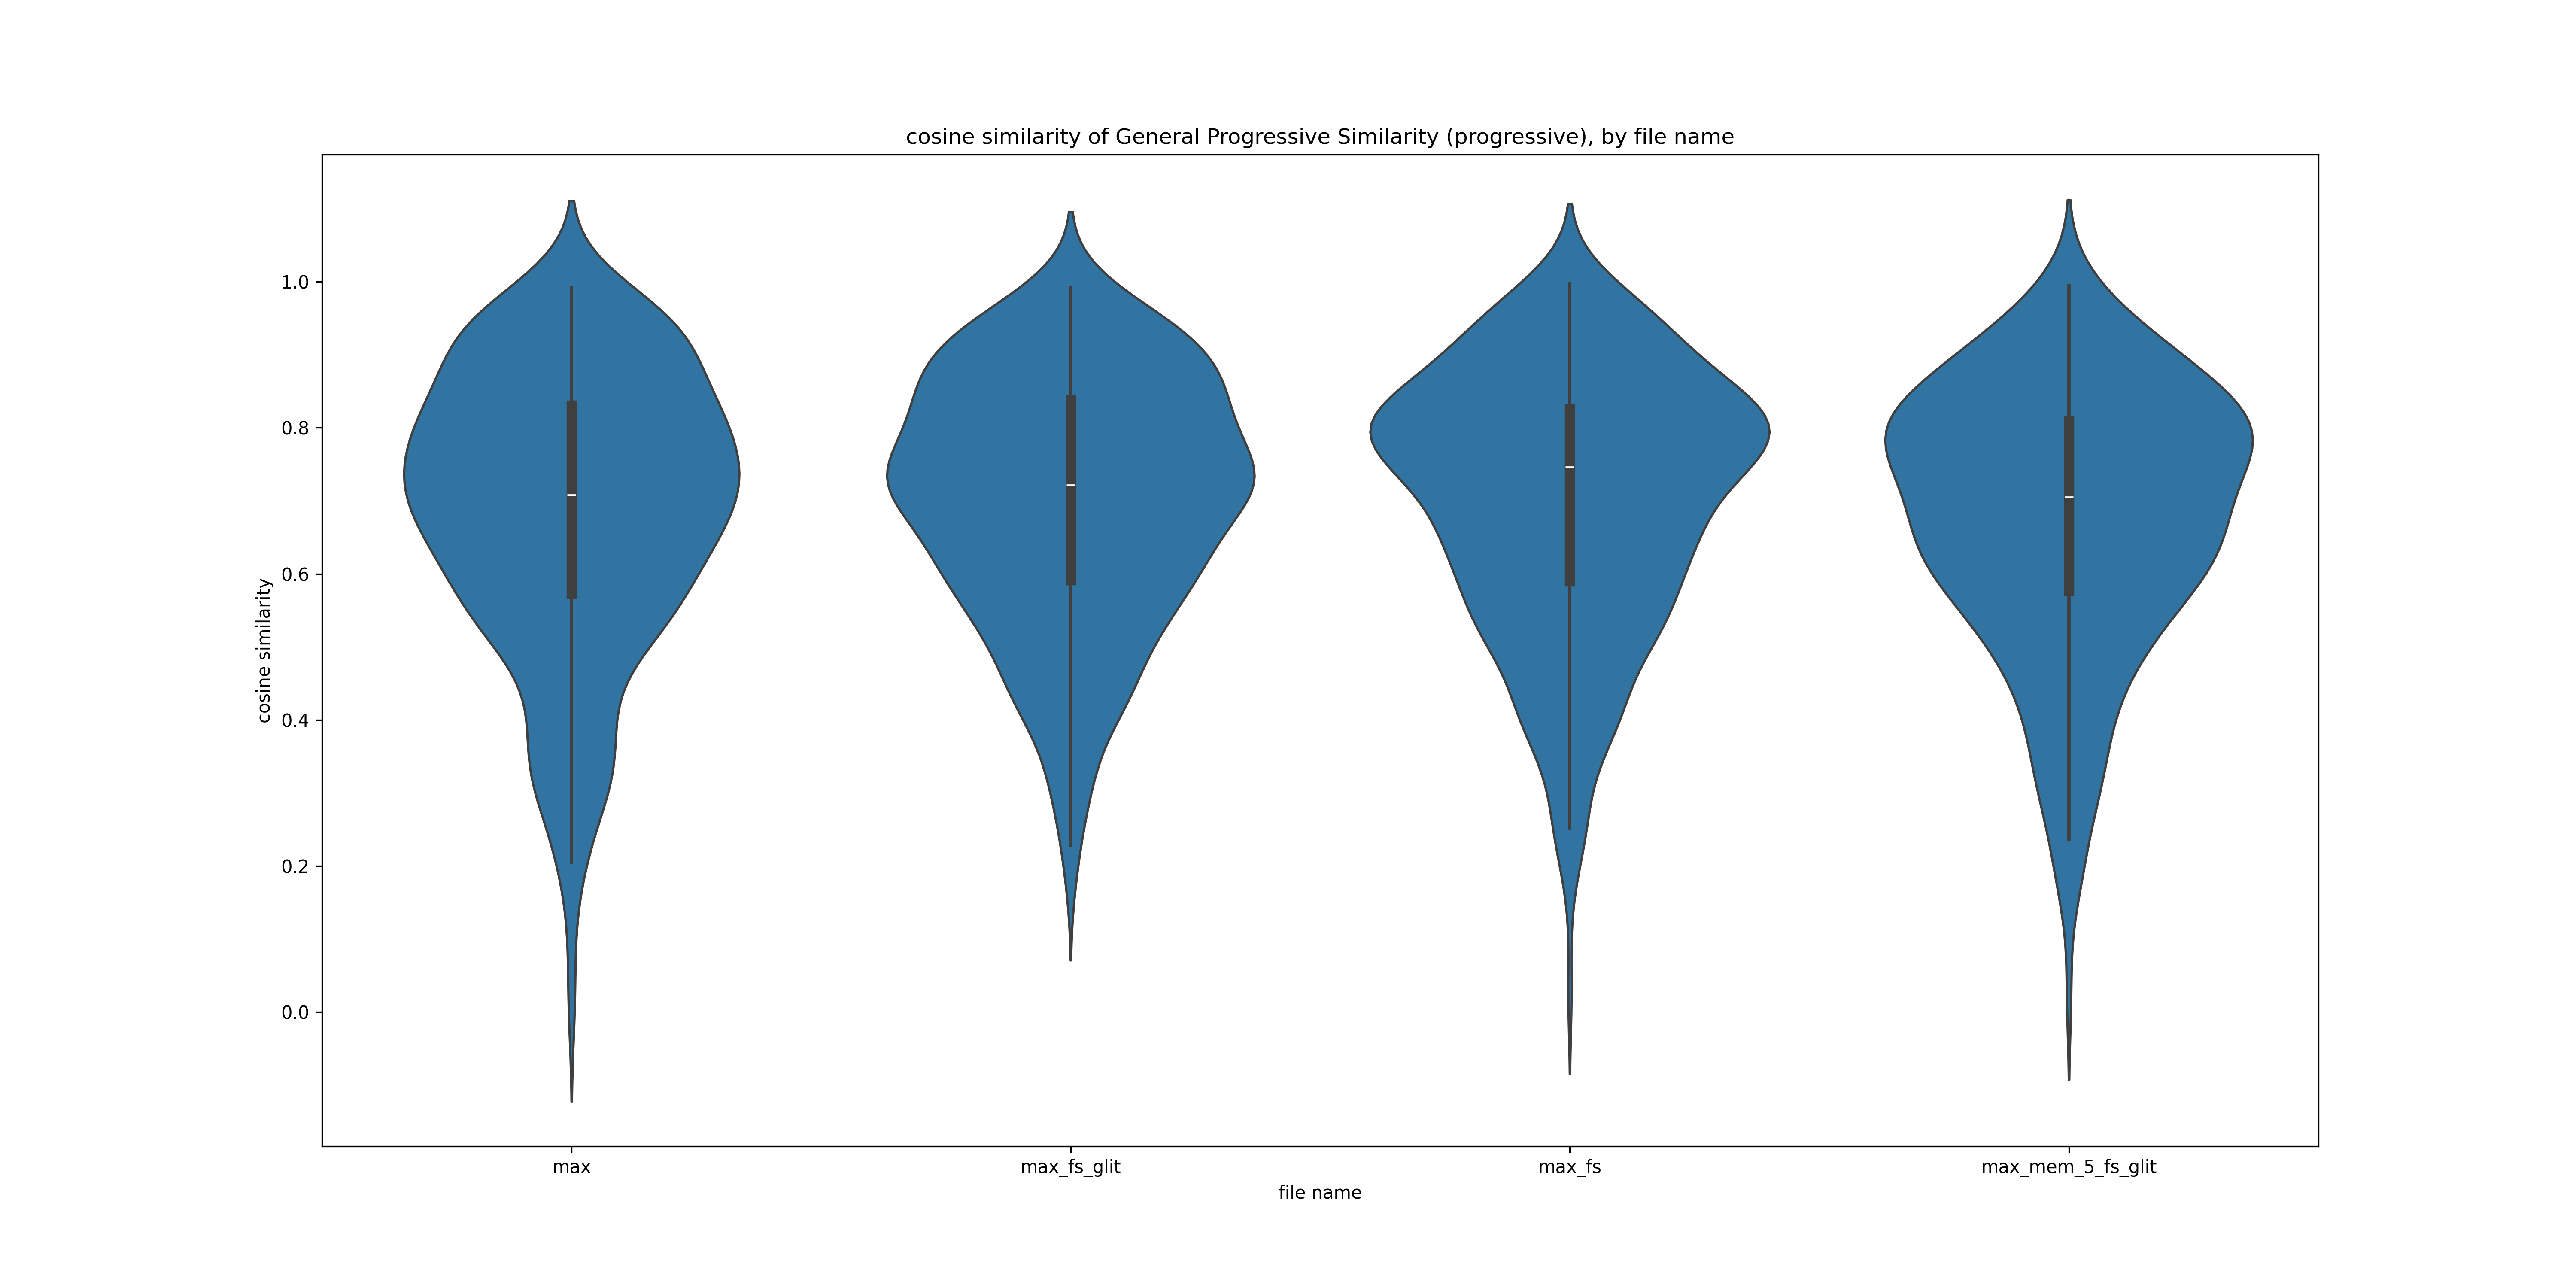 cosine similarity of General Progressive Similarity (progressive), by file name
cosine similarity
1.0
0.8
0.6
0.4
0.2
0.0
max
max_fs_glit
max_fs
max_mem_5_fs_glit
file name